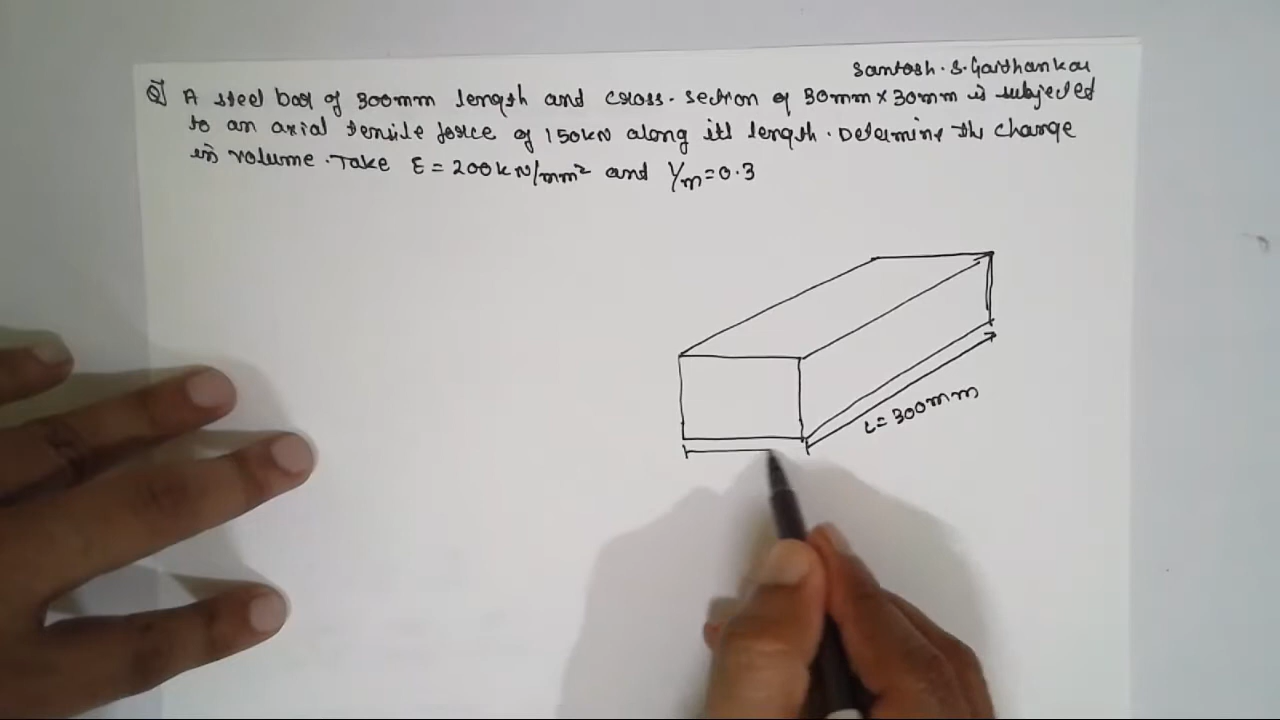 Santosh. S. Garthankar
Q] A steel bar of 300mm length and cross-section of 30mm x 30mm is subjected
to an axial tensile force of 150kN along its length. Determine the change
in volume. Take E = 200kN/mm² and 1/m = 0.3
L = 300mm